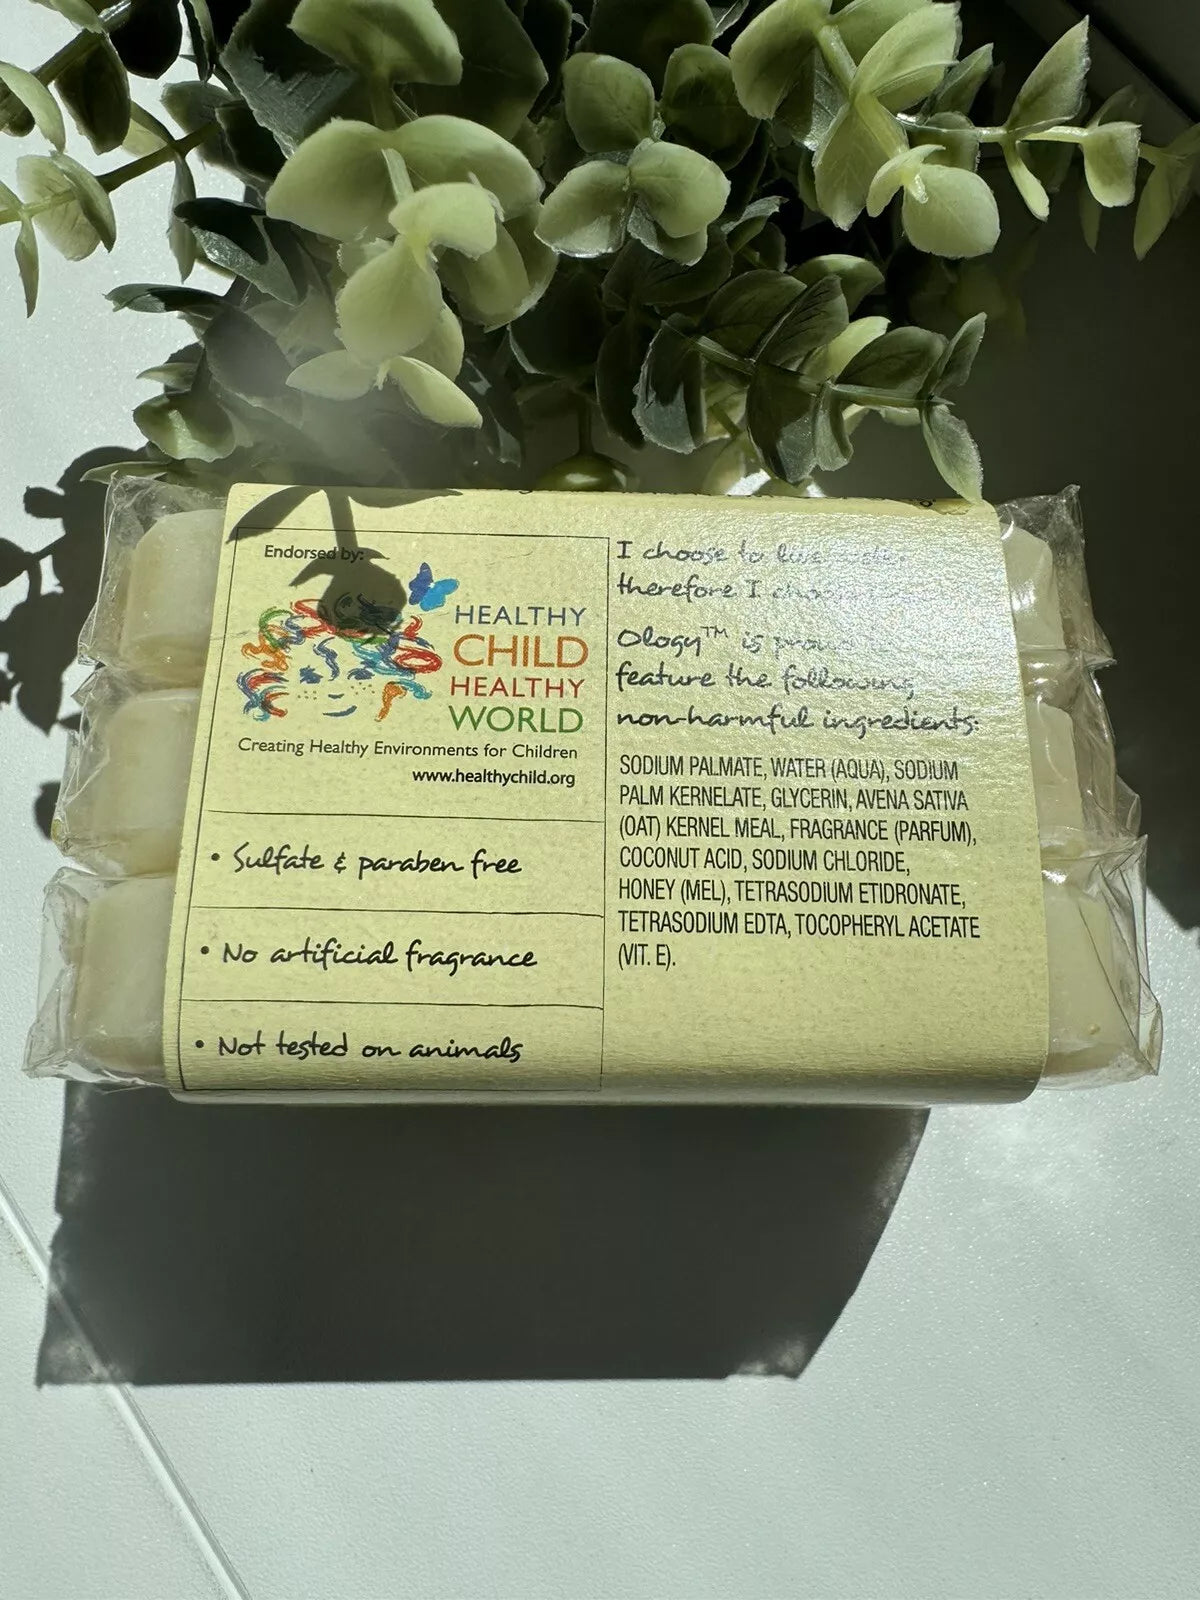 Endorsed by:
HEALTHY
CHILD
HEALTHY
WORLD
Creating Healthy Environments for Children
www.healthychild.org
• Sulfate & paraben free
• No artificial fragrance
• Not tested on animals
I choose to live
therefore I
Ology™ is
feature the following
non-harmful ingredients:
SODIUM PALMATE, WATER (AQUA), SODIUM
PALM KERNELATE, GLYCERIN, AVENA SATIVA
(OAT) KERNEL MEAL, FRAGRANCE (PARFUM),
COCONUT ACID, SODIUM CHLORIDE,
HONEY (MEL), TETRASODIUM ETIDRONATE,
TETRASODIUM EDTA, TOCOPHERYL ACETATE
(VIT. E).